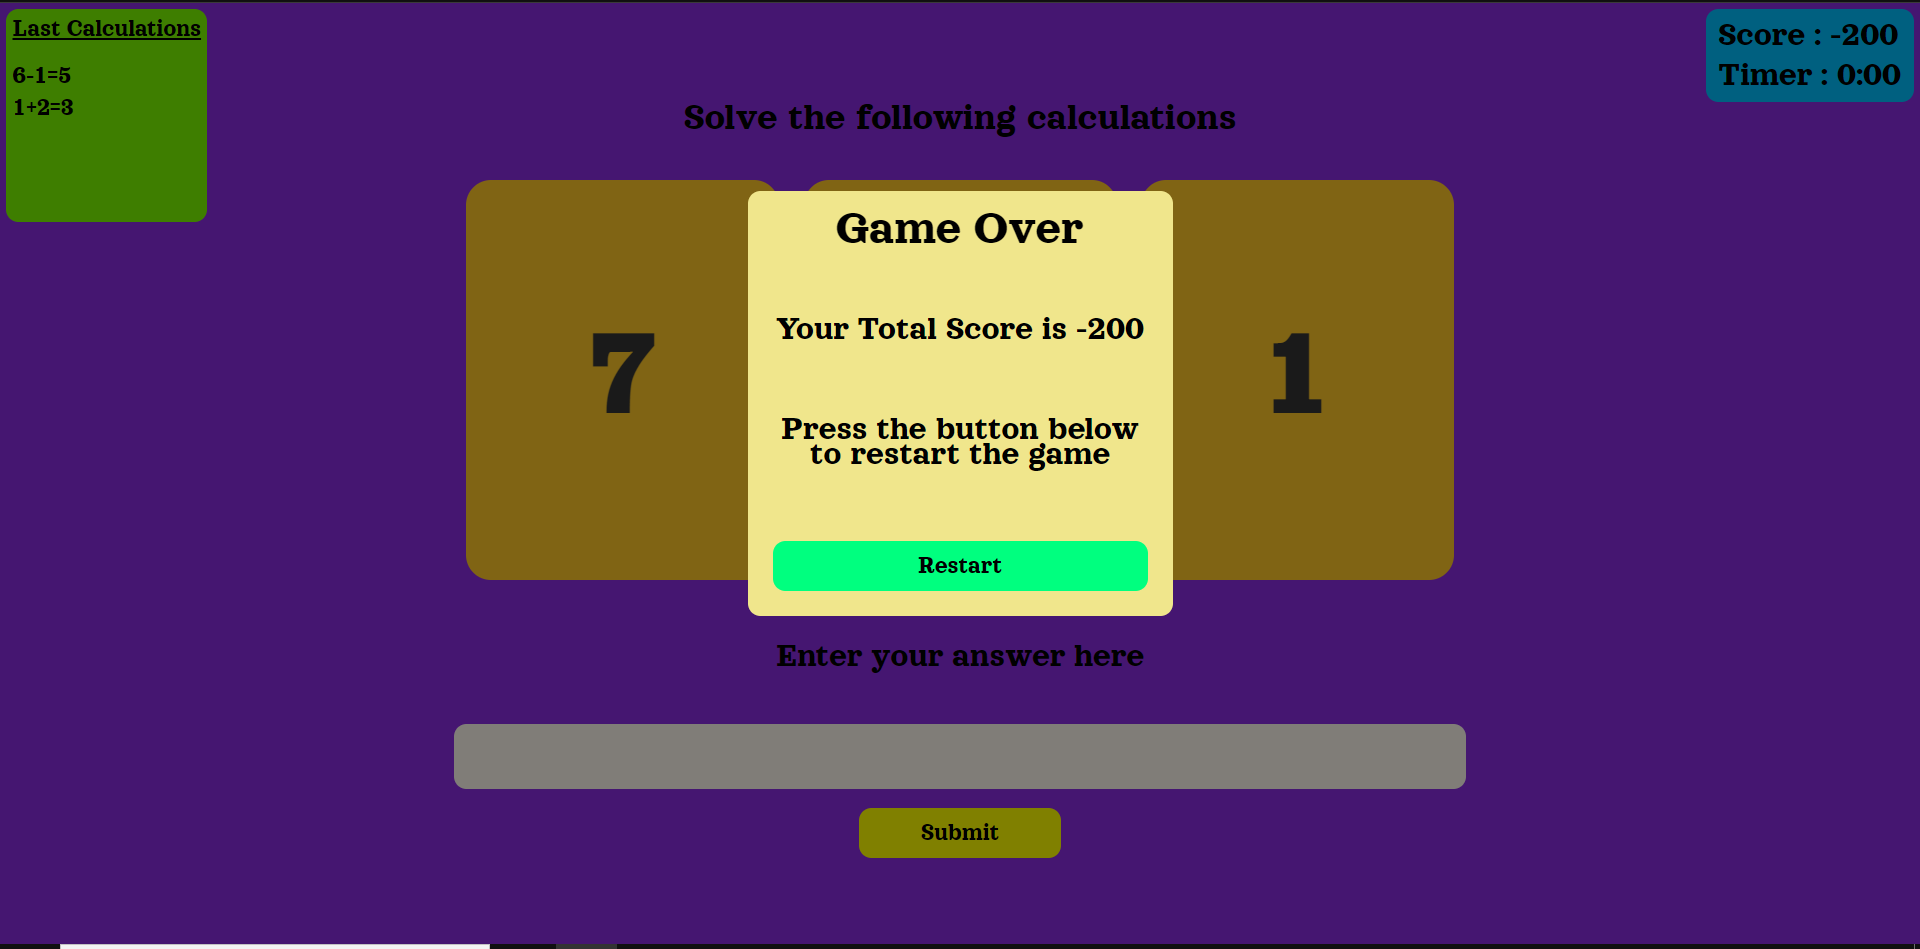 Last Calculations
6-1=5
1+2=3
Score : -200
Timer : 0:00
Solve the following calculations
7
1
Game Over
Your Total Score is -200
Press the button below
to restart the game
Restart
Enter your answer here
Submit